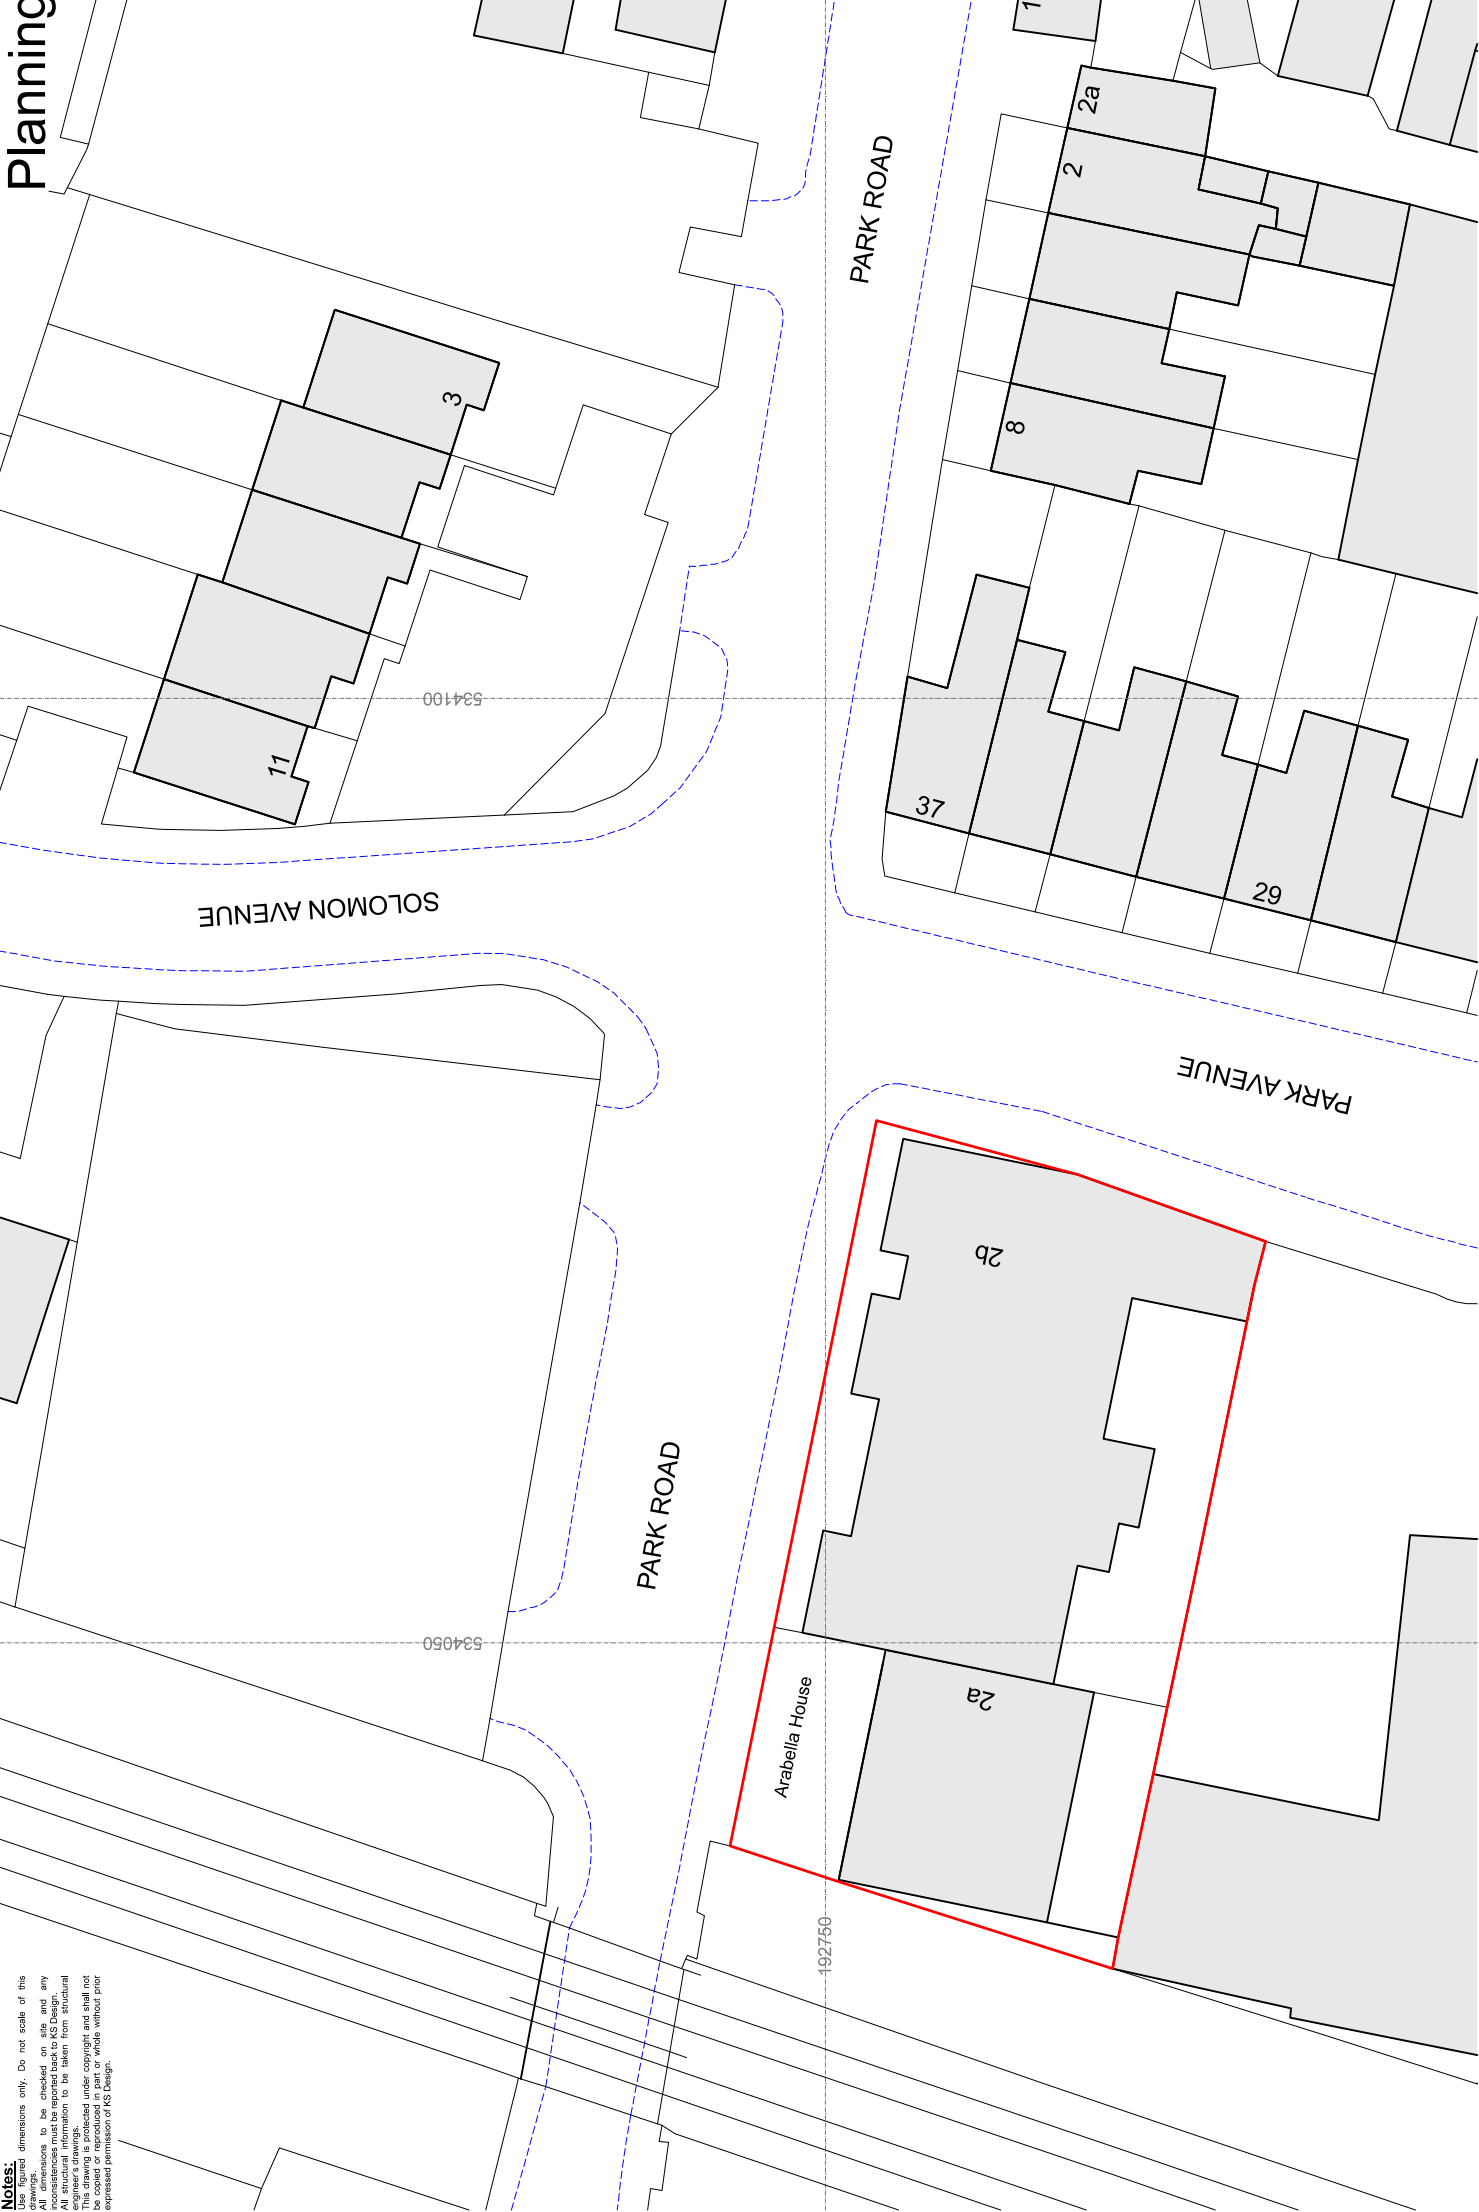 Planning
1
2a
2
PARK ROAD
3
8
534100
11
37
29
SOLOMON AVENUE
PARK AVENUE
2b
PARK ROAD
534050
2a
Arabella House
192750
Notes:
Use figured dimensions only. Do not scale of this
drawings.
All dimensions to be checked on site and any
inconsistencies must be reported back to KS Design.
All structural information to be taken from structural
engineer's drawings.
This drawing is protected under copyright and shall not
be copied or reproduced in part or whole without prior
expressed permission of KS Design.